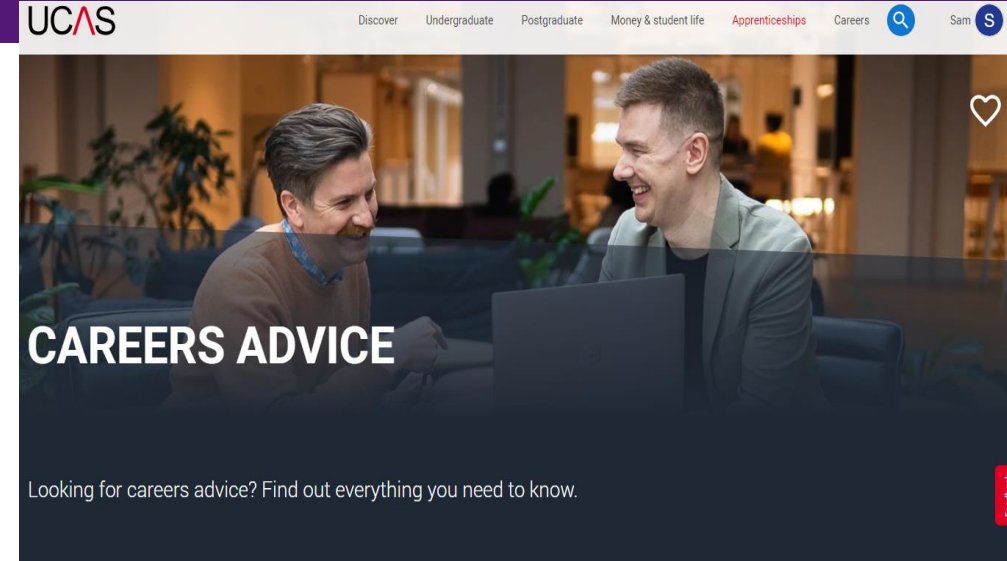 UCAS
Discover Undergraduate Postgraduate Money & student life Apprenticeships Careers Sam S
CAREERS ADVICE
Looking for careers advice? Find out everything you need to know.